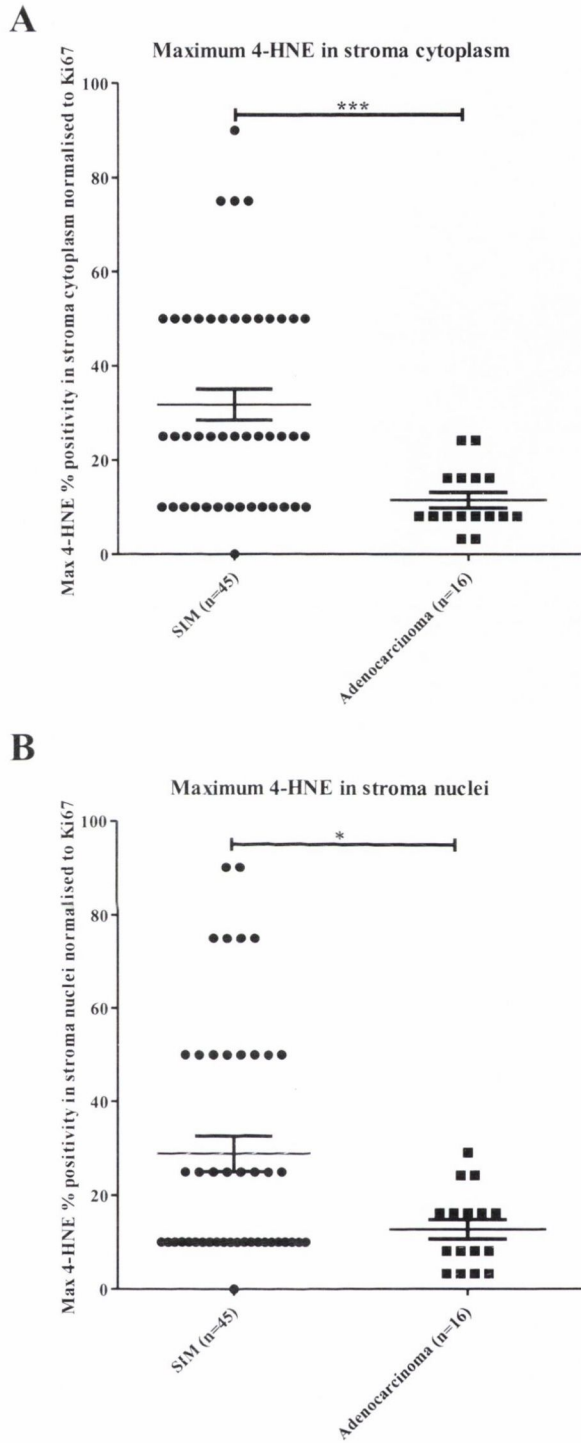 A
Maximum 4-HNE in stroma cytoplasm
Max 4-HNE % positivity in stroma cytoplasm normalised to Ki67
100
80
60
40
20
0
***
SIM (n=45)
Adenocarcinoma (n=16)
B
Maximum 4-HNE in stroma nuclei
Max 4-HNE % positivity in stroma nuclei normalised to Ki67
100
80
60
40
20
0
*
SIM (n=45)
Adenocarcinoma (n=16)